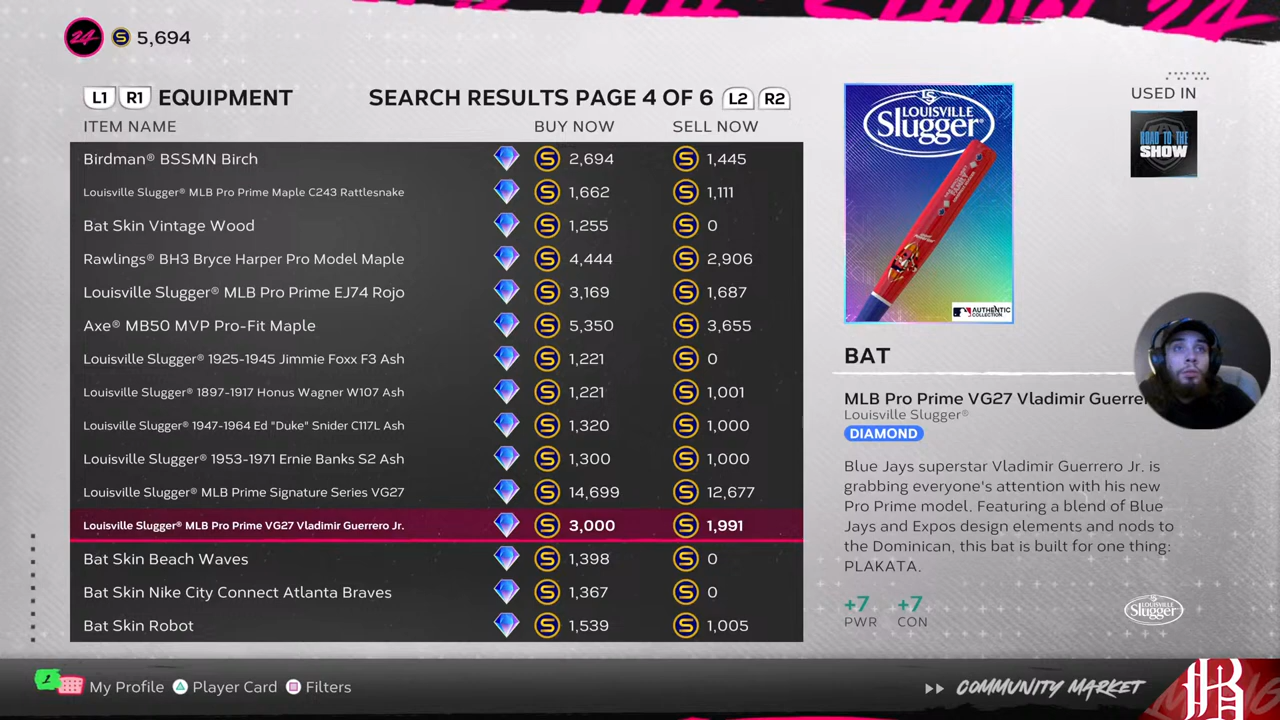 THE SHOW 24
24 S 5,694
L1 R1 EQUIPMENT SEARCH RESULTS PAGE 4 OF 6 L2 R2
ITEM NAME BUY NOW SELL NOW
Birdman® BSSMN Birch S 2,694 S 1,445
Louisville Slugger® MLB Pro Prime Maple C243 Rattlesnake S 1,662 S 1,111
Bat Skin Vintage Wood S 1,255 S 0
Rawlings® BH3 Bryce Harper Pro Model Maple S 4,444 S 2,906
Louisville Slugger® MLB Pro Prime EJ74 Rojo S 3,169 S 1,687
Axe® MB50 MVP Pro-Fit Maple S 5,350 S 3,655
Louisville Slugger® 1925-1945 Jimmie Foxx F3 Ash S 1,221 S 0
Louisville Slugger® 1897-1917 Honus Wagner W107 Ash S 1,221 S 1,001
Louisville Slugger® 1947-1964 Ed "Duke" Snider C117L Ash S 1,320 S 1,000
Louisville Slugger® 1953-1971 Ernie Banks S2 Ash S 1,300 S 1,000
Louisville Slugger® MLB Prime Signature Series VG27 S 14,699 S 12,677
Louisville Slugger® MLB Pro Prime VG27 Vladimir Guerrero Jr. S 3,000 S 1,991
Bat Skin Beach Waves S 1,398 S 0
Bat Skin Nike City Connect Atlanta Braves S 1,367 S 0
Bat Skin Robot S 1,539 S 1,005
LS
LOUISVILLE
Slugger®
AUTHENTIC
COLLECTION
USED IN
ROAD TO THE
SHOW
BAT
MLB Pro Prime VG27 Vladimir
Louisville Slugger®
DIAMOND
Blue Jays superstar Vladimir Guerrero Jr. is
grabbing everyone's attention with his new
Pro Prime model. Featuring a blend of Blue
Jays and Expos design elements and nods to
the Dominican, this bat is built for one thing:
PLAKATA.
+7 +7
PWR CON
LS
LOUISVILLE
Slugger
L My Profile Player Card Filters
COMMUNITY MARKET